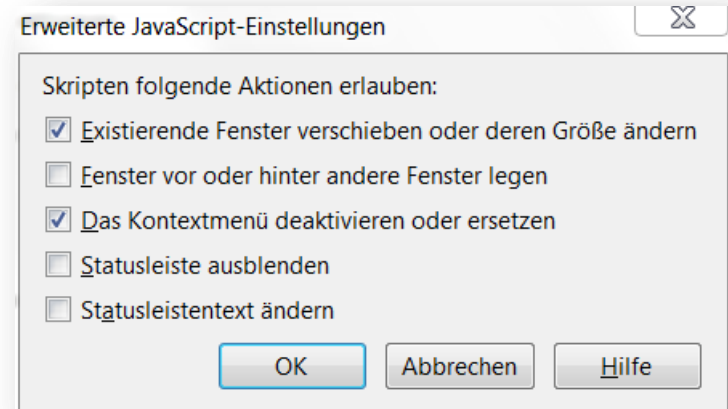 Erweiterte JavaScript-Einstellungen
Skripten folgende Aktionen erlauben:
Existierende Fenster verschieben oder deren Größe ändern
Fenster vor oder hinter andere Fenster legen
Das Kontextmenü deaktivieren oder ersetzen
Statusleiste ausblenden
Statusleistentext ändern
OK Abbrechen Hilfe